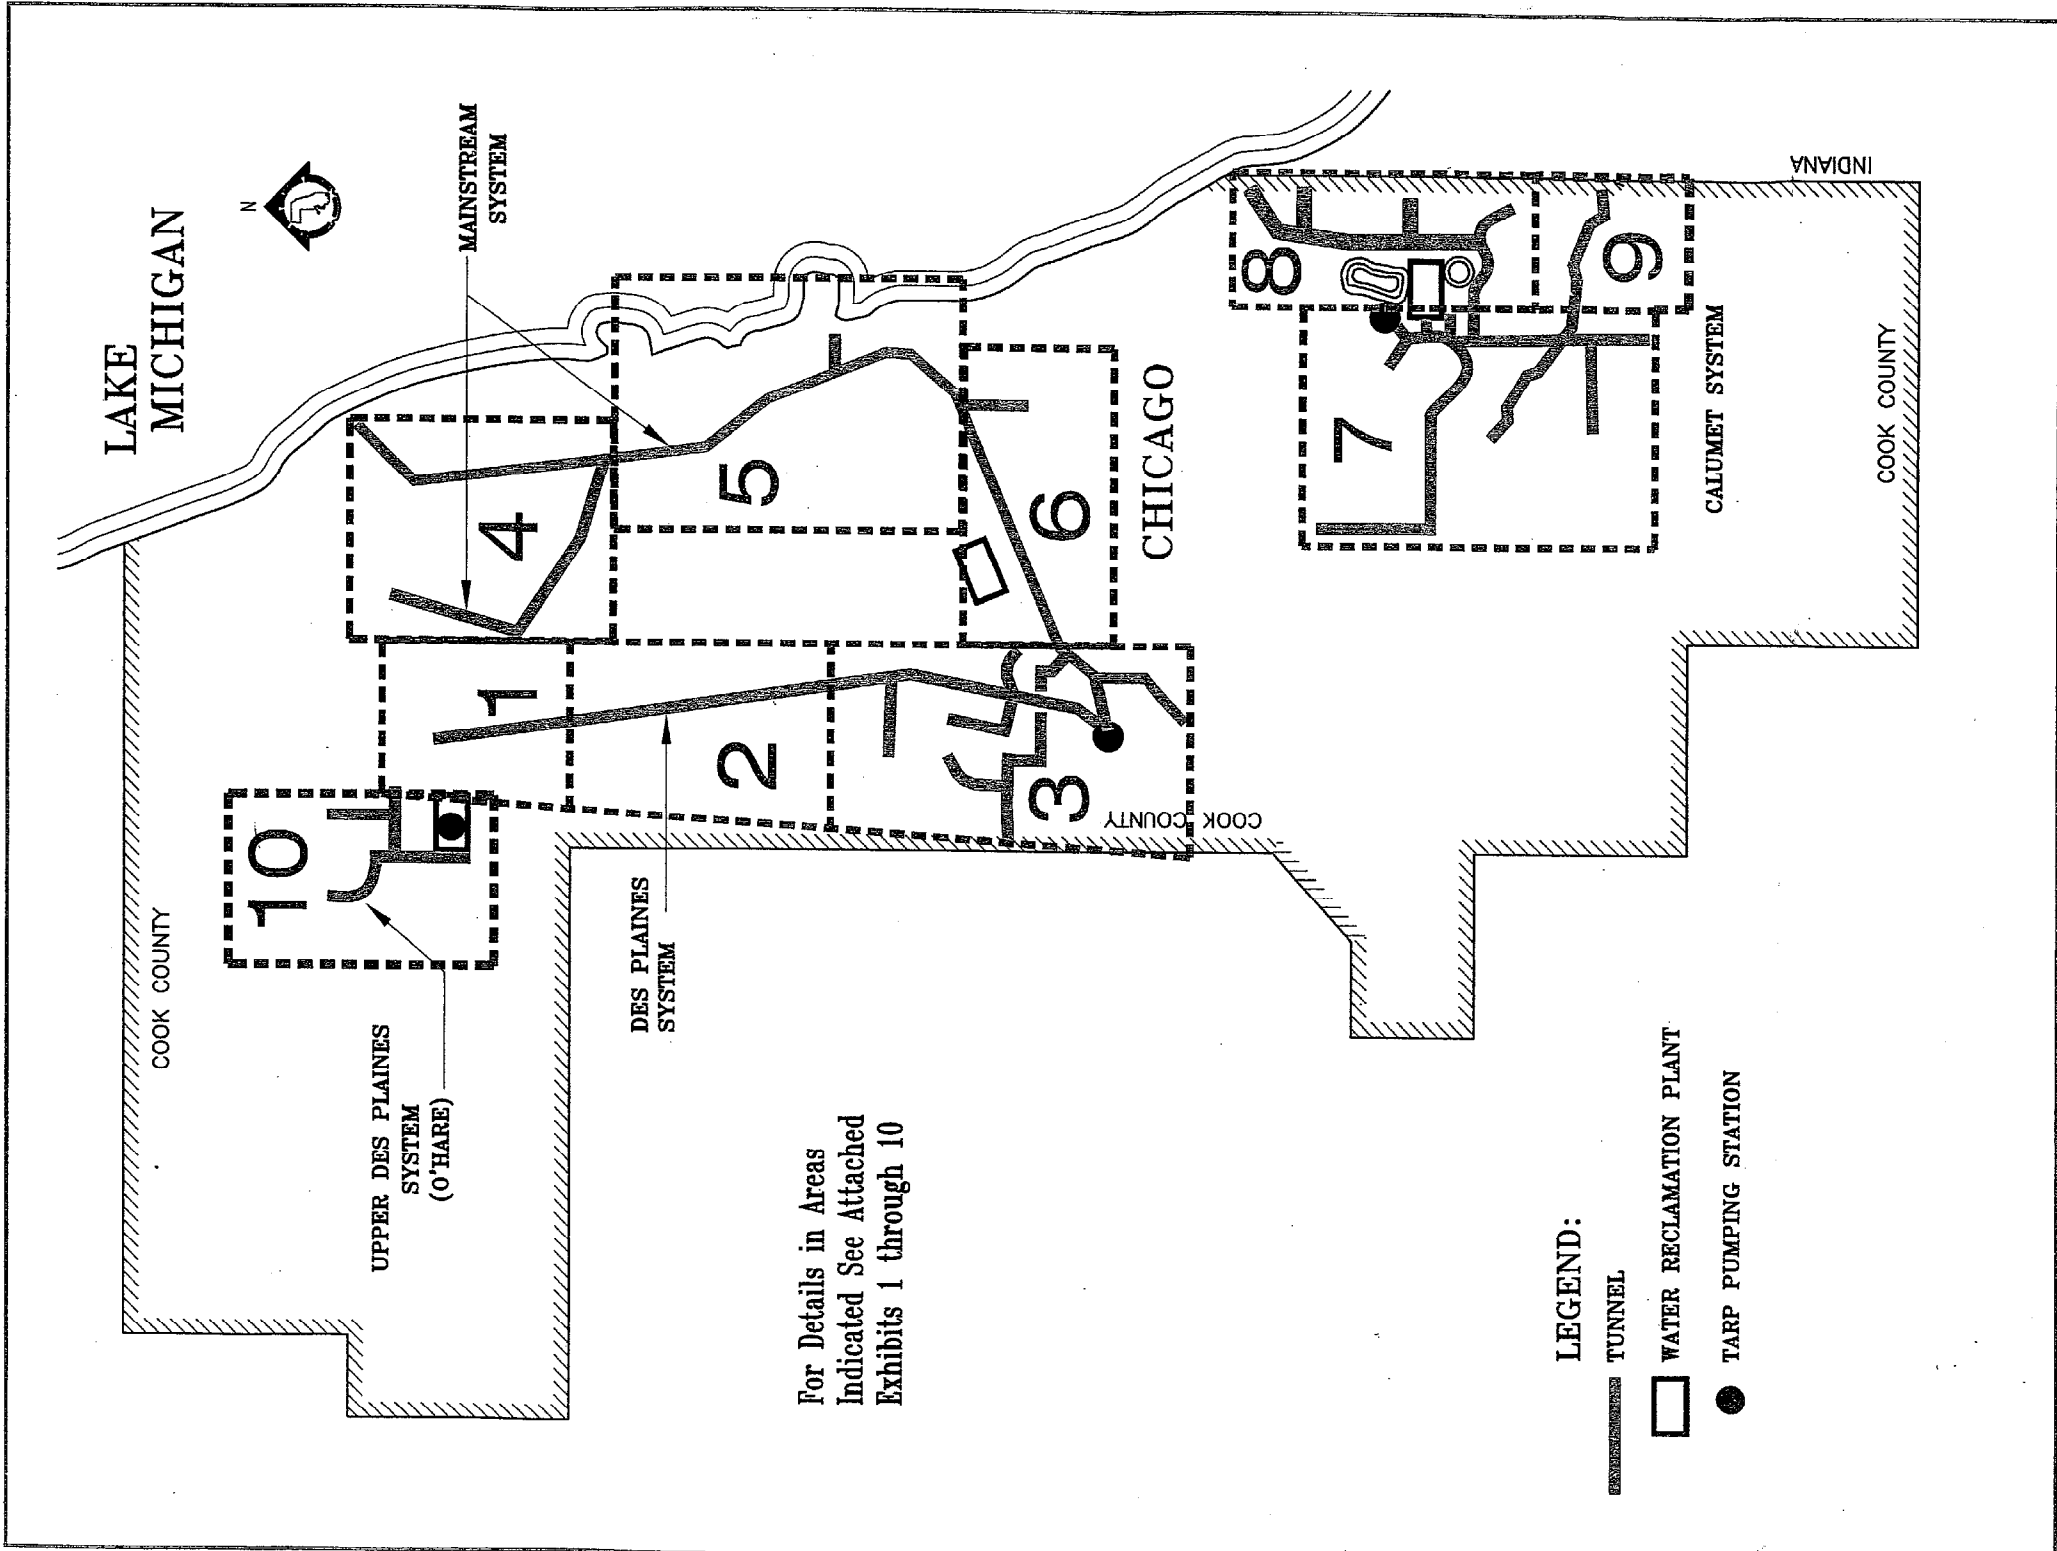 LAKE
MICHIGAN
N
MAINSTREAM
SYSTEM
COOK COUNTY
UPPER DES PLAINES
SYSTEM
(O'HARE)
10
1
4
DES PLAINES
SYSTEM
2
5
3
6
COOK COUNTY
COOK COUNTY
CHICAGO
8
7
9
CALUMET SYSTEM
INDIANA
COOK COUNTY
For Details in Areas
Indicated See Attached
Exhibits 1 through 10
LEGEND:
TUNNEL
WATER RECLAMATION PLANT
TARP PUMPING STATION